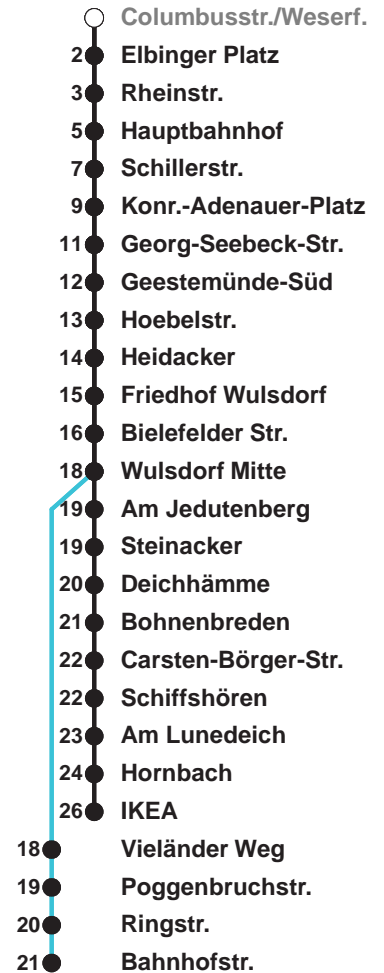 Columbusstr./Weserf.
2 Elbinger Platz
3 Rheinstr.
5 Hauptbahnhof
7 Schillerstr.
9 Konr.-Adenauer-Platz
11 Georg-Seebeck-Str.
12 Geestemünde-Süd
13 Hoebelstr.
14 Heidacker
15 Friedhof Wulsdorf
16 Bielefelder Str.
18 Wulsdorf Mitte
19 Am Jedutenberg
19 Steinacker
20 Deichhämme
21 Bohnenbreden
22 Carsten-Börger-Str.
22 Schiffshören
23 Am Lunedeich
24 Hornbach
26 IKEA
18 Vieländer Weg
19 Poggenbruchstr.
20 Ringstr.
21 Bahnhofstr.